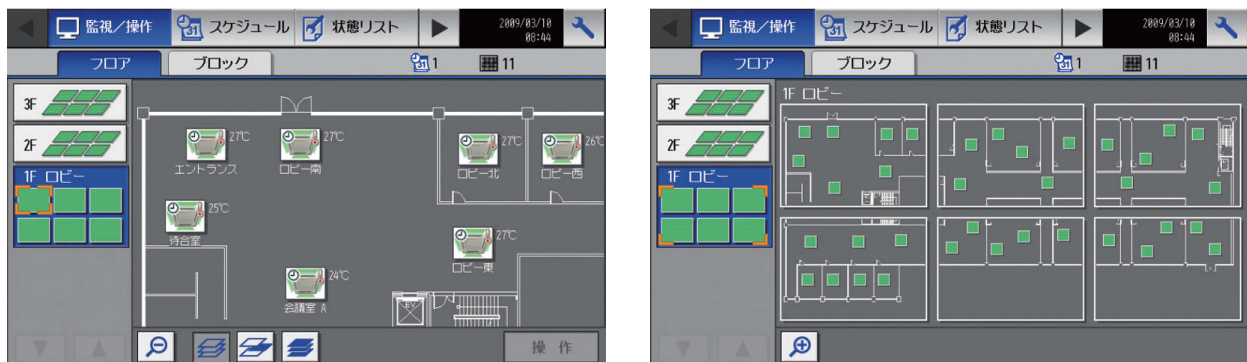 監視／操作 スケジュール 状態リスト 2009/03/10 08:44
フロア ブロック 1 11
3F
2F
1F ロビー
27℃ 27℃ 27℃ 26℃
エントランス ロビー南 ロビー北 ロビー西
25℃
待合室
27℃
ロビー東
24℃
会議室 A
EV
操 作
監視／操作 スケジュール 状態リスト 2009/03/10 08:44
フロア ブロック 1 11
3F
2F
1F ロビー
1F ロビー